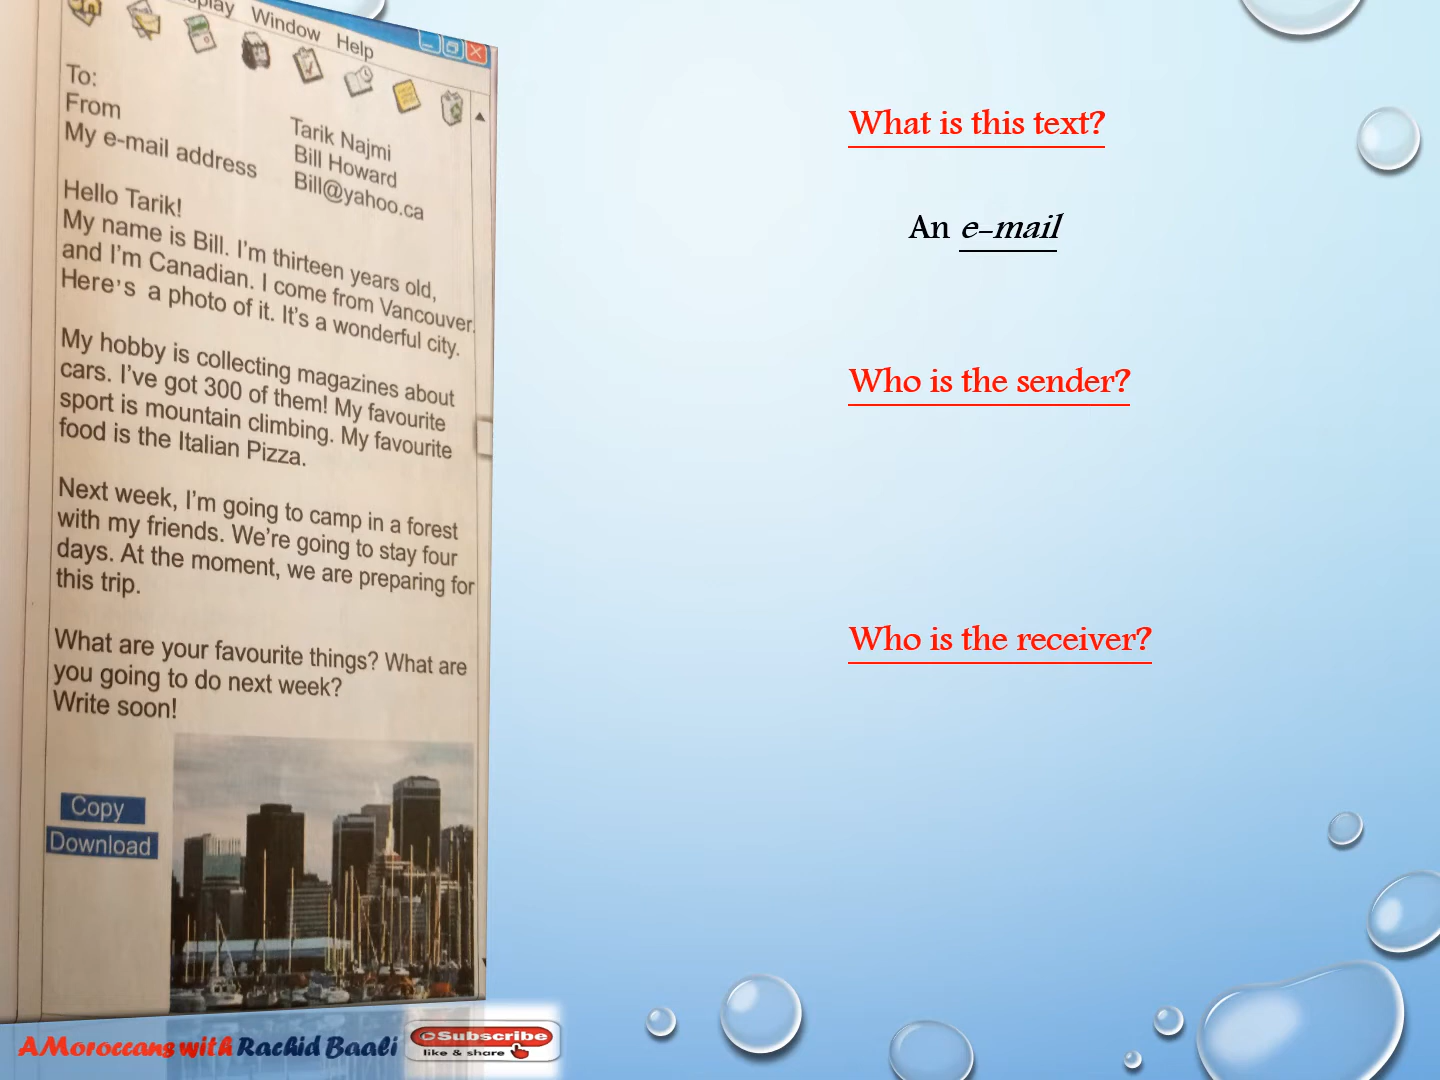 Window Help
To:
From
My e-mail address
Tarik Najmi
Bill Howard
Bill@yahoo.ca
Hello Tarik!
My name is Bill. I'm thirteen years old,
and I'm Canadian. I come from Vancouver.
Here's a photo of it. It's a wonderful city.
My hobby is collecting magazines about
cars. I've got 300 of them! My favourite
sport is mountain climbing. My favourite
food is the Italian Pizza.
Next week, I'm going to camp in a forest
with my friends. We're going to stay four
days. At the moment, we are preparing for
this trip.
What are your favourite things? What are
you going to do next week?
Write soon!
Copy
Download
What is this text?
An e-mail
Who is the sender?
Who is the receiver?
AMoroccans with Rachid Baali
Subscribe
like & share